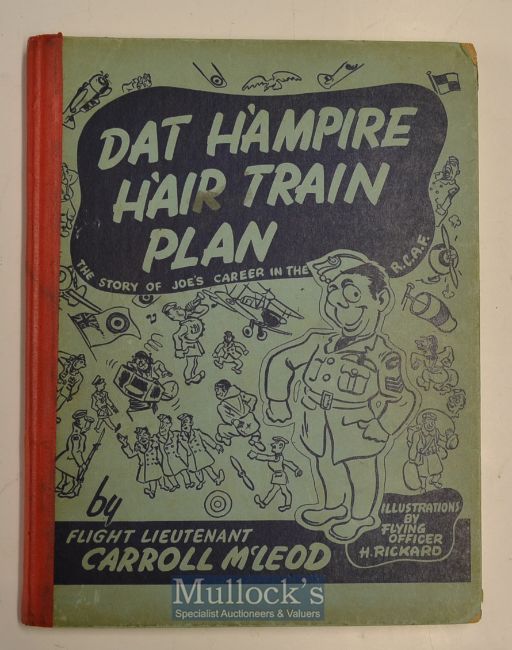 DAT H'AMPIRE
H'AIR TRAIN
PLAN
THE STORY OF JOE'S CAREER IN THE R.C.A.F.
by
FLIGHT LIEUTENANT
CARROLL McLEOD
ILLUSTRATIONS
BY
FLYING
OFFICER
H. RICKARD
Mullock's
Specialist Auctioneers & Valuers